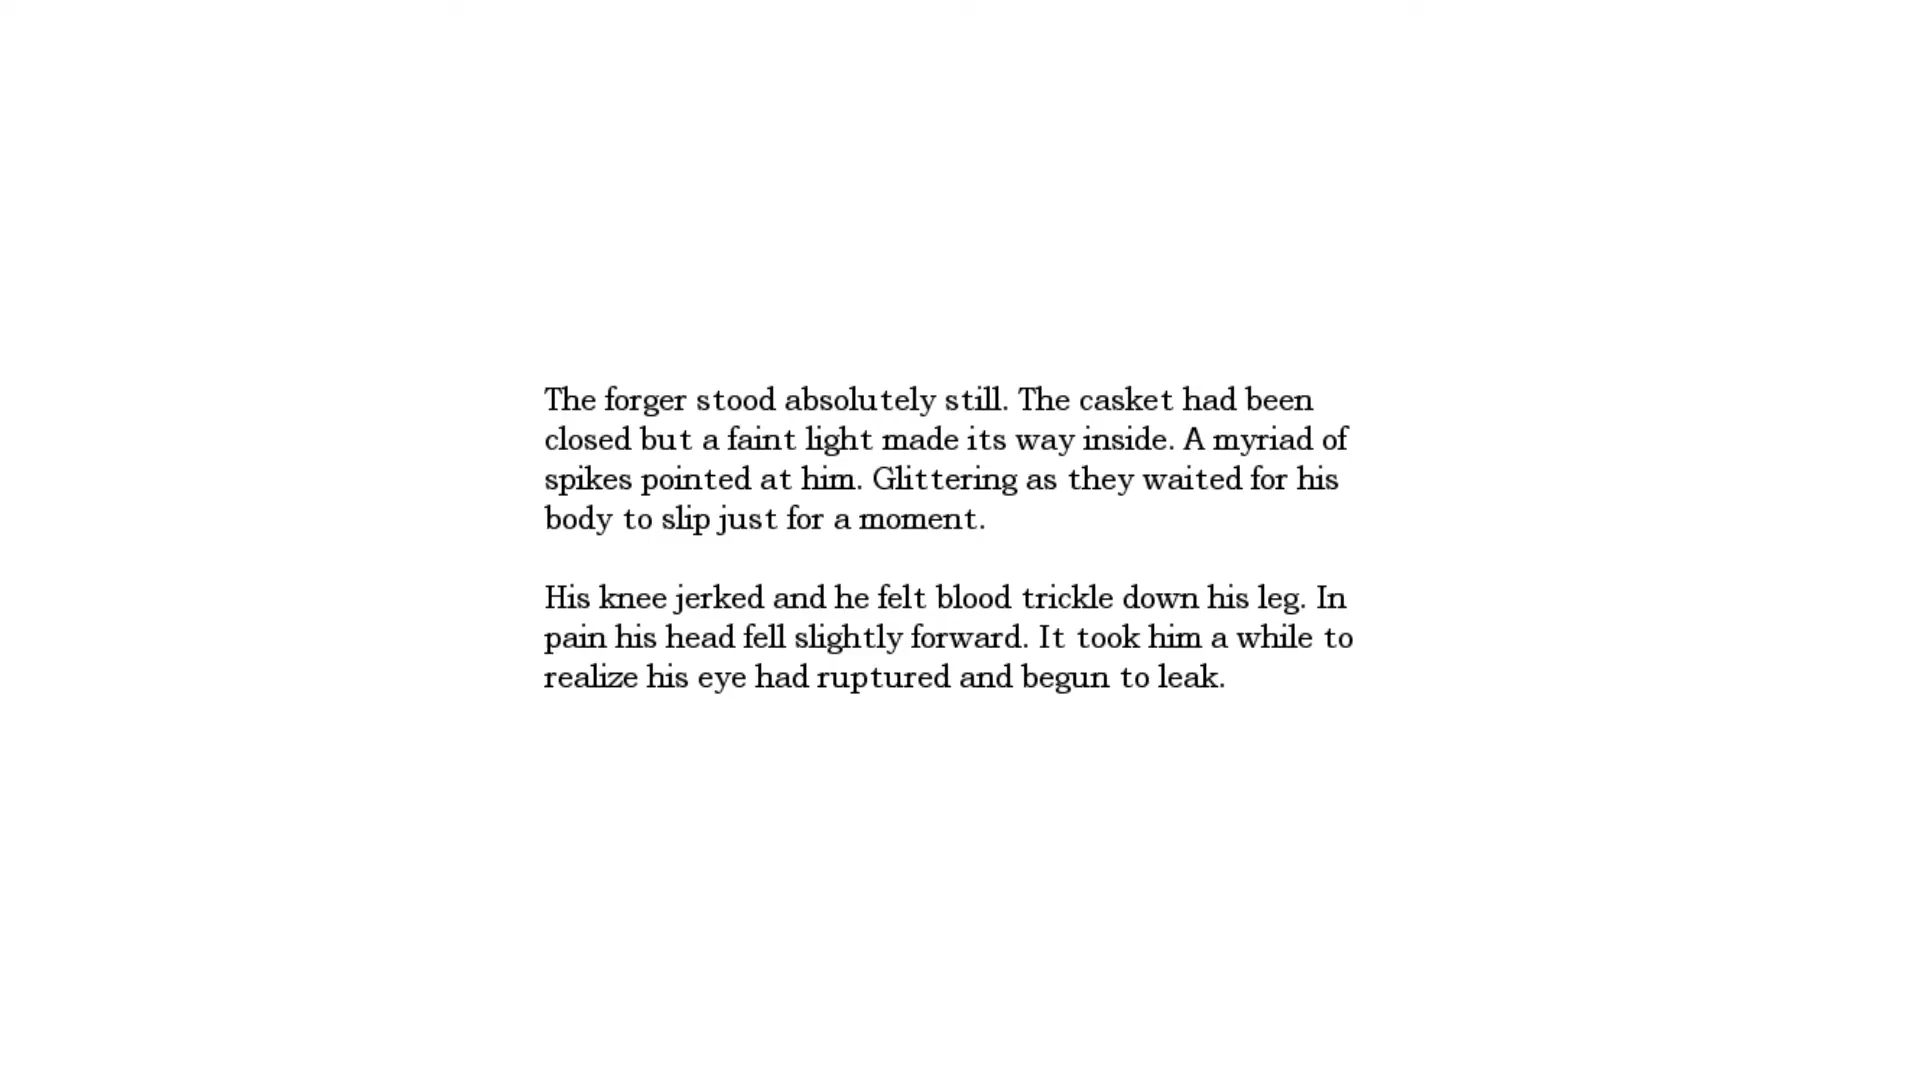 The forger stood absolutely still. The casket had been
closed but a faint light made its way inside. A myriad of
spikes pointed at him. Glittering as they waited for his
body to slip just for a moment.
His knee jerked and he felt blood trickle down his leg. In
pain his head fell slightly forward. It took him a while to
realize his eye had ruptured and begun to leak.